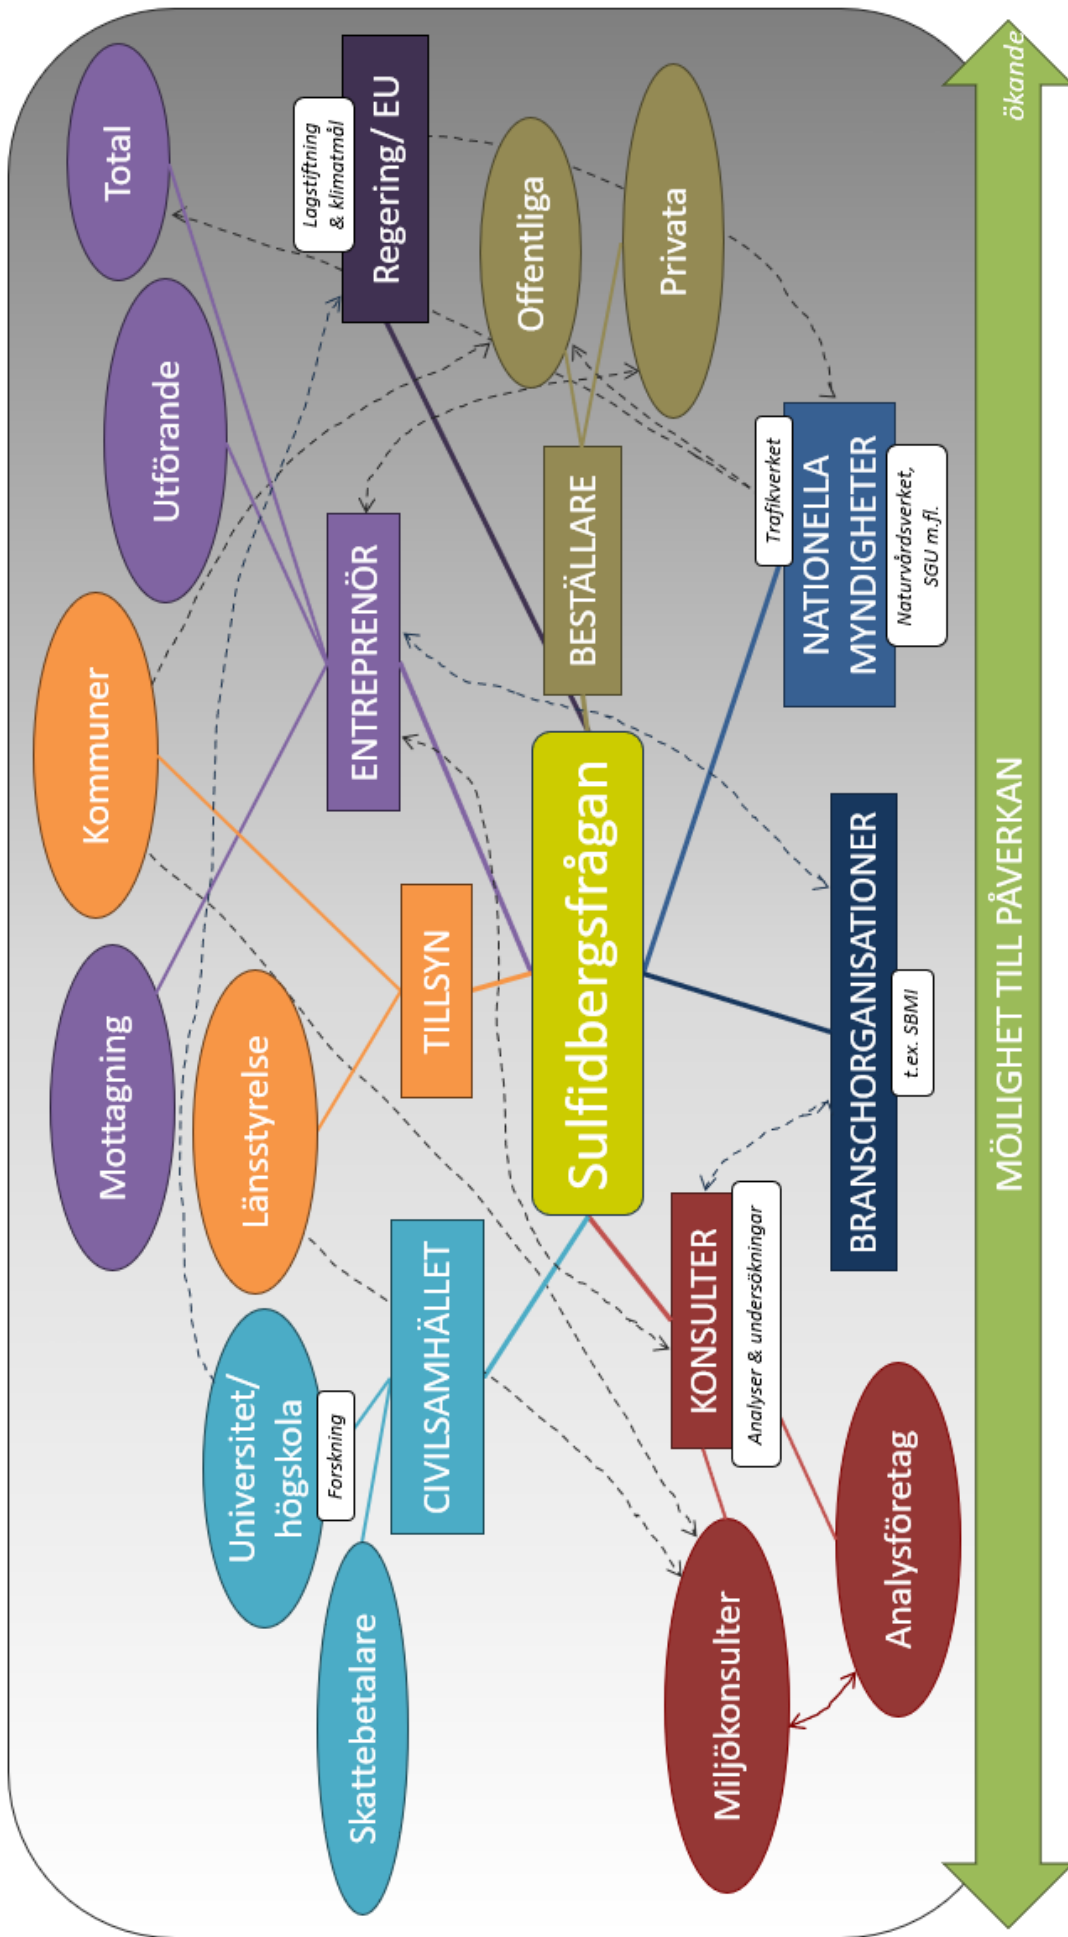 Mottagning
Kommuner
Utförande
Total
Länsstyrelse
Universitet/
högskola
Forskning
Skattebetalare
CIVILSAMHÄLLET
TILLSYN
ENTREPRENÖR
Lagstiftning
& klimatmål
Regering/ EU
Offentliga
Privata
BESTÄLLARE
Sulfidbergsfrågan
KONSULTER
Analyser & undersökningar
Miljökonsulter
Analysföretag
BRANSCHORGANISATIONER
t.ex. SBMI
Trafikverket
NATIONELLA
MYNDIGHETER
Naturvårdsverket,
SGU m.fl.
MÖJLIGHET TILL PÅVERKAN
ökande